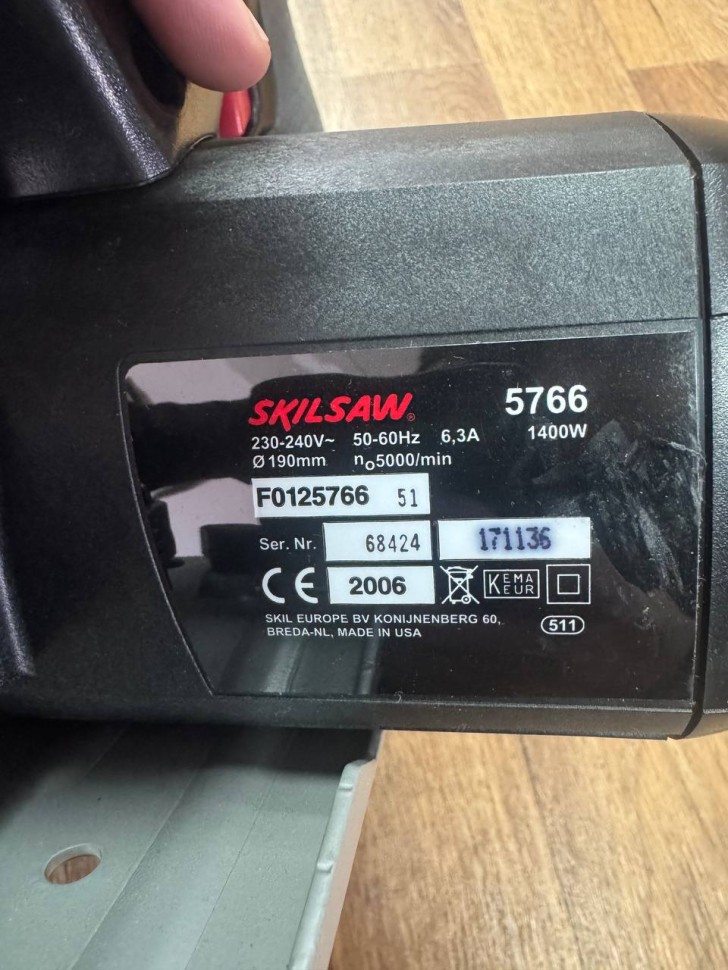 SKILSAW® 5766
230-240V~ 50-60Hz 6,3A 1400W
Ø190mm n₀5000/min
F0125766 51
Ser. Nr. 68424 171136
CE 2006 KEMA EUR
SKIL EUROPE BV KONIJNENBERG 60,
BREDA-NL, MADE IN USA 511